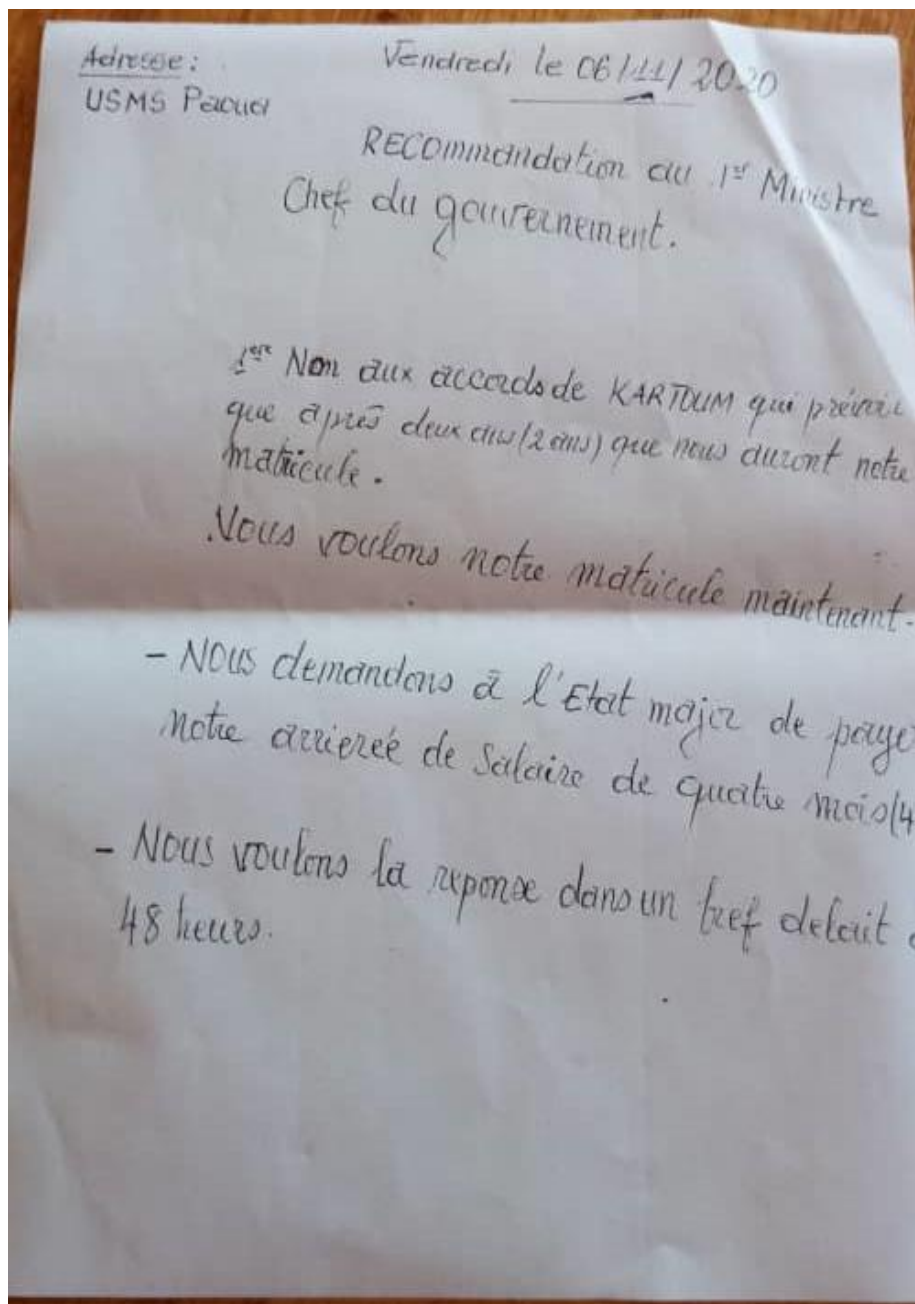 Adresse :
Vendredi le 06/11/2020
USMS Paoua
RECommandation au 1er Ministre
Chef du gouvernement.
1ere Non aux accords de KARTOUM qui prévoit
que après deux ans (2 ans) que nous auront notre
matricule.
Nous voulons notre matricule maintenant.
- Nous demandons à l'Etat major de paye
notre arriereé de Salaire de quatre mois (4
- Nous voulons la reponse dans un bref delait
48 heures.